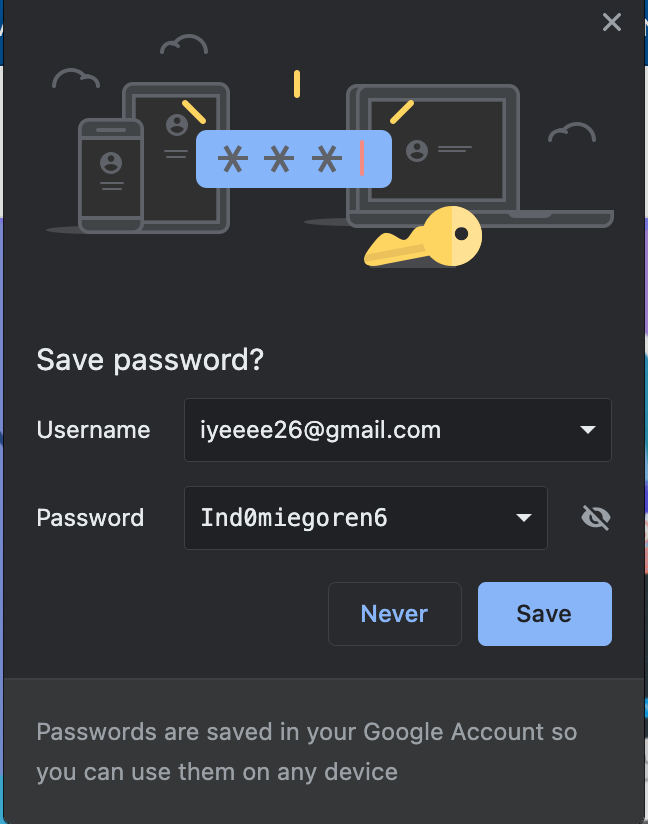 * * *
Save password?
Username iyeeee26@gmail.com
Password Ind0miegoren6
Never Save
Passwords are saved in your Google Account so
you can use them on any device